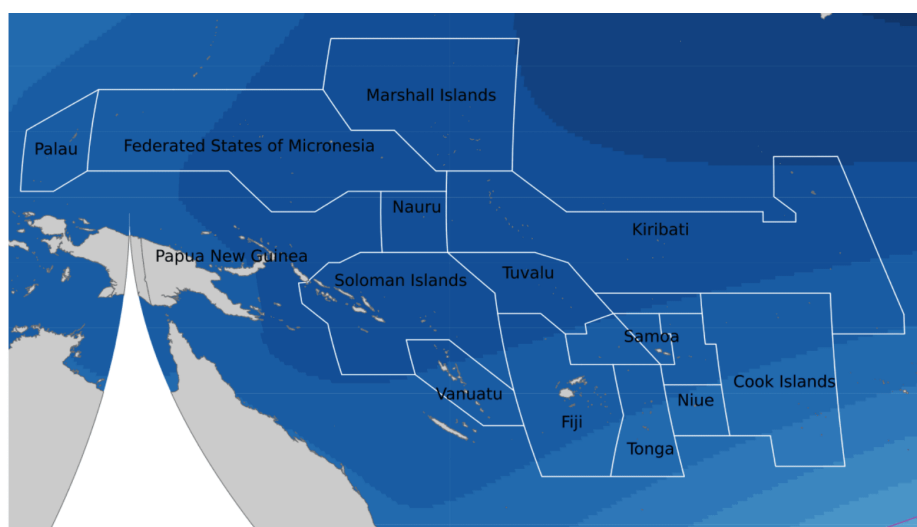 Marshall Islands
Palau
Federated States of Micronesia
Nauru
Kiribati
Papua New Guinea
Soloman Islands
Tuvalu
Samoa
Vanuatu
Cook Islands
Niue
Fiji
Tonga